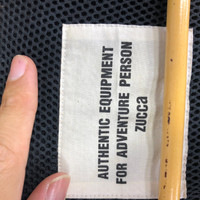 AUTHENTIC EQUIPMENT
FOR ADVENTURE PERSON
zucca